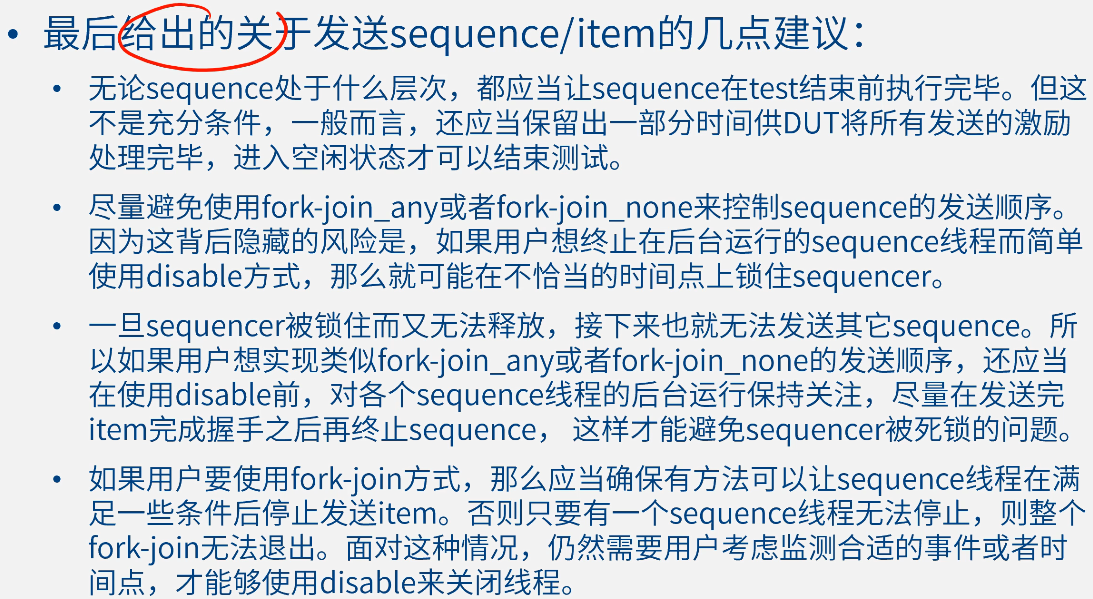 • 最后给出的关于发送sequence/item的几点建议：
• 无论sequence处于什么层次，都应当让sequence在test结束前执行完毕。但这
不是充分条件，一般而言，还应当保留出一部分时间供DUT将所有发送的激励
处理完毕，进入空闲状态才可以结束测试。
• 尽量避免使用fork-join_any或者fork-join_none来控制sequence的发送顺序。
因为这背后隐藏的风险是，如果用户想终止在后台运行的sequence线程而简单
使用disable方式，那么就可能在不恰当的时间点上锁住sequencer。
• 一旦sequencer被锁住而又无法释放，接下来也就无法发送其它sequence。所
以如果用户想实现类似fork-join_any或者fork-join_none的发送顺序，还应当
在使用disable前，对各个sequence线程的后台运行保持关注，尽量在发送完
item完成握手之后再终止sequence， 这样才能避免sequencer被死锁的问题。
• 如果用户要使用fork-join方式，那么应当确保有方法可以让sequence线程在满
足一些条件后停止发送item。否则只要有一个sequence线程无法停止，则整个
fork-join无法退出。面对这种情况，仍然需要用户考虑监测合适的事件或者时
间点，才能够使用disable来关闭线程。